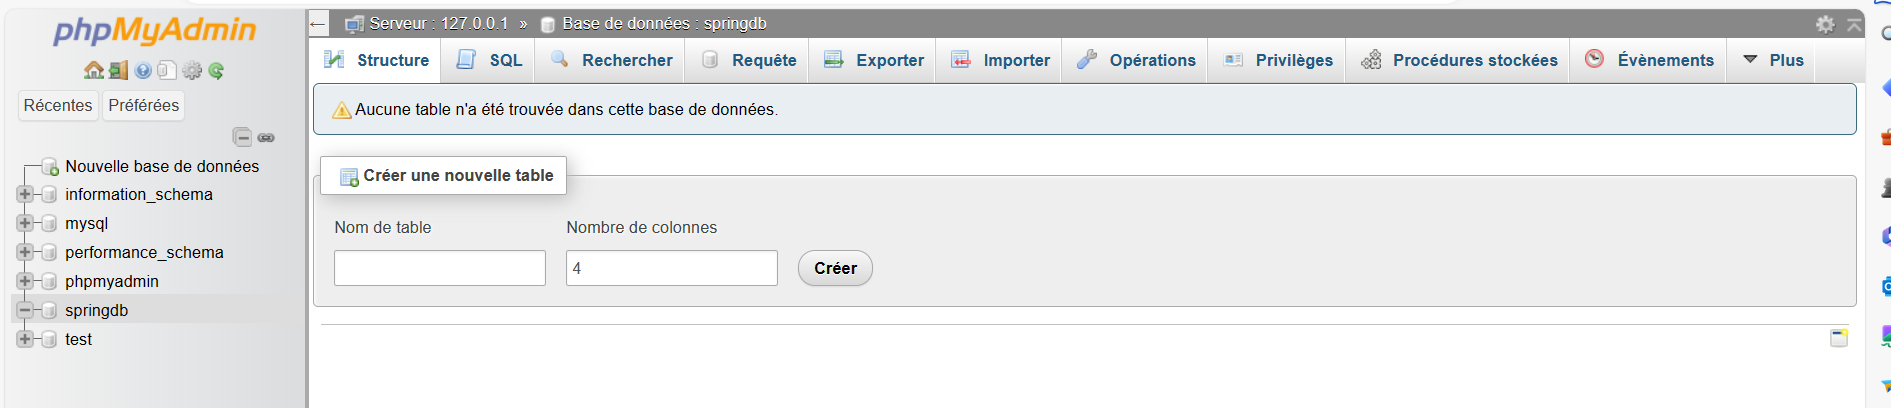 phpMyAdmin
Récentes Préférées
Nouvelle base de données
information_schema
mysql
performance_schema
phpmyadmin
springdb
test
Serveur : 127.0.0.1 » Base de données : springdb
Structure SQL Rechercher Requête Exporter Importer Opérations Privilèges Procédures stockées Évènements Plus
Aucune table n'a été trouvée dans cette base de données.
Créer une nouvelle table
Nom de table Nombre de colonnes
4 Créer